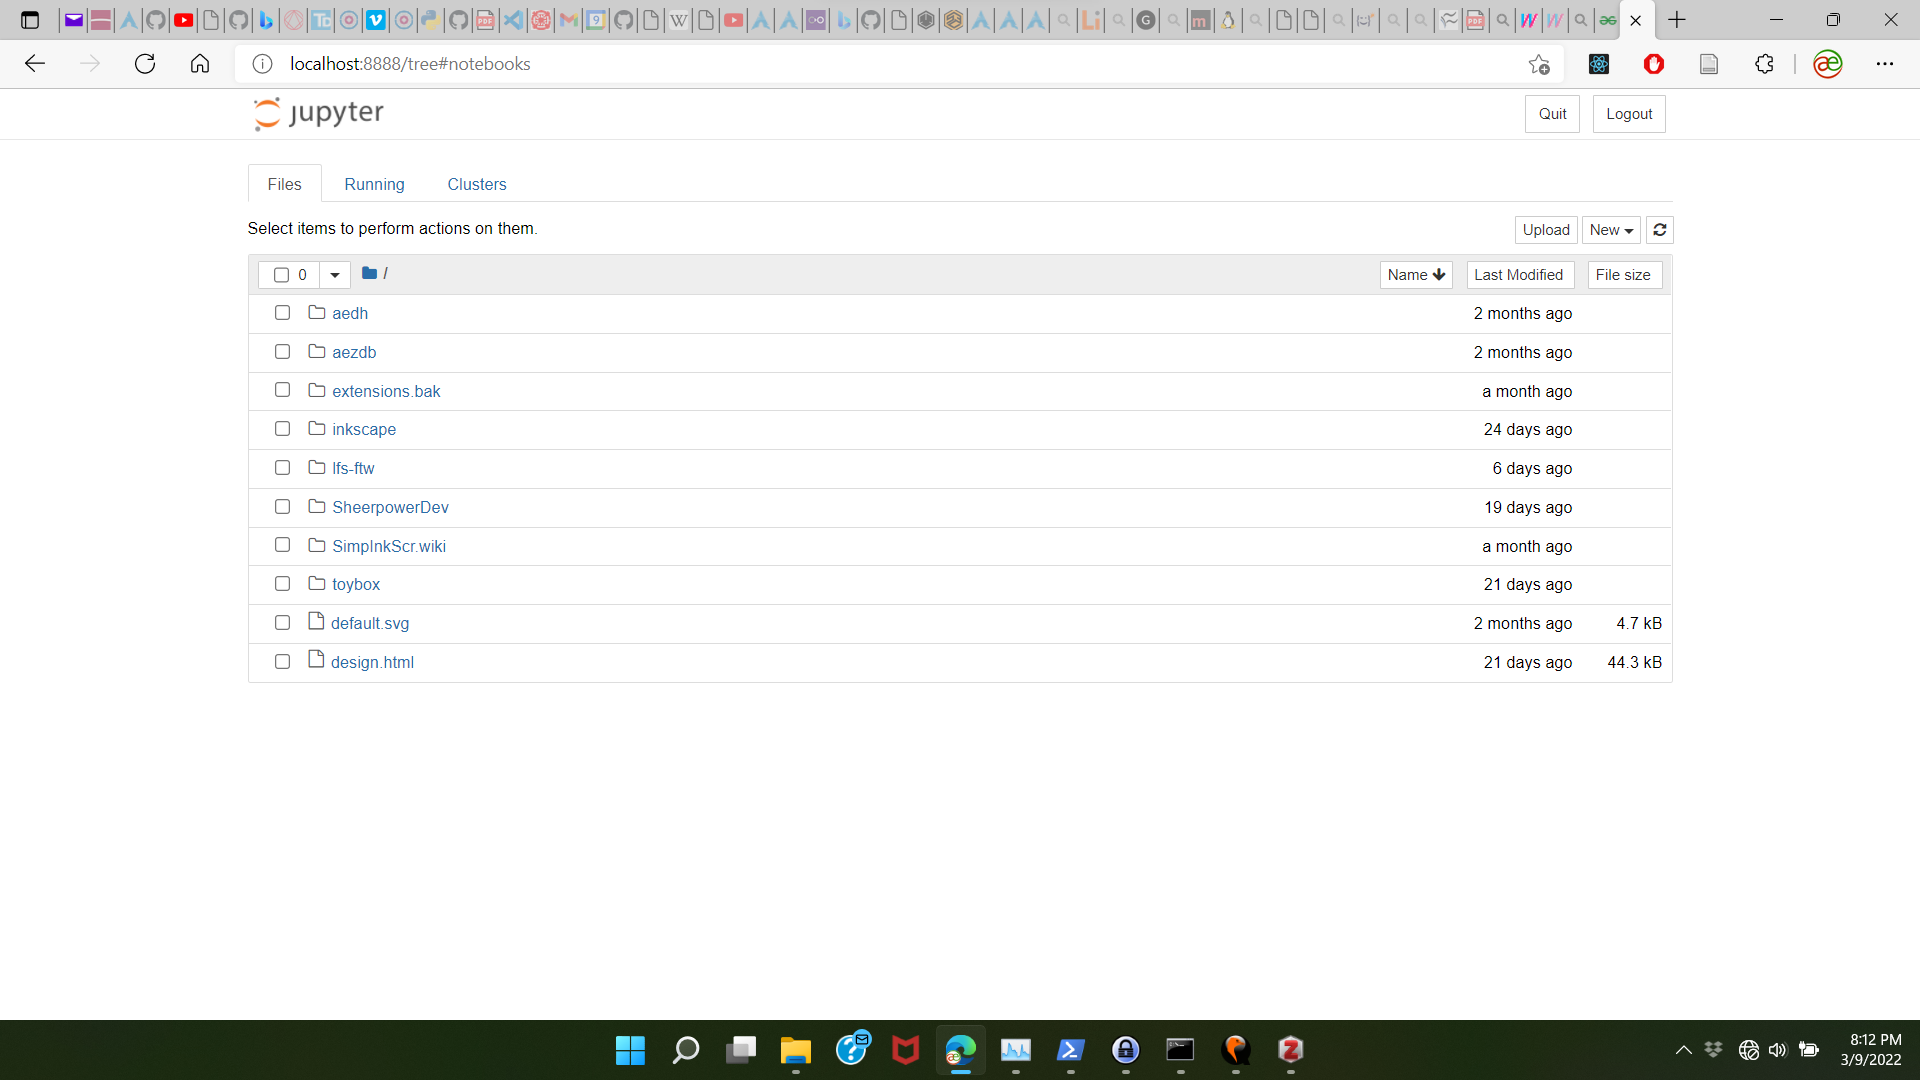 localhost:8888/tree#notebooks
jupyter
Quit
Logout
Files
Running
Clusters
Select items to perform actions on them.
Upload
New
0
/
Name
Last Modified
File size
aedh
2 months ago
aezdb
2 months ago
extensions.bak
a month ago
inkscape
24 days ago
lfs-ftw
6 days ago
SheerpowerDev
19 days ago
SimpInkScr.wiki
a month ago
toybox
21 days ago
default.svg
2 months ago
4.7 kB
design.html
21 days ago
44.3 kB
8:12 PM
3/9/2022